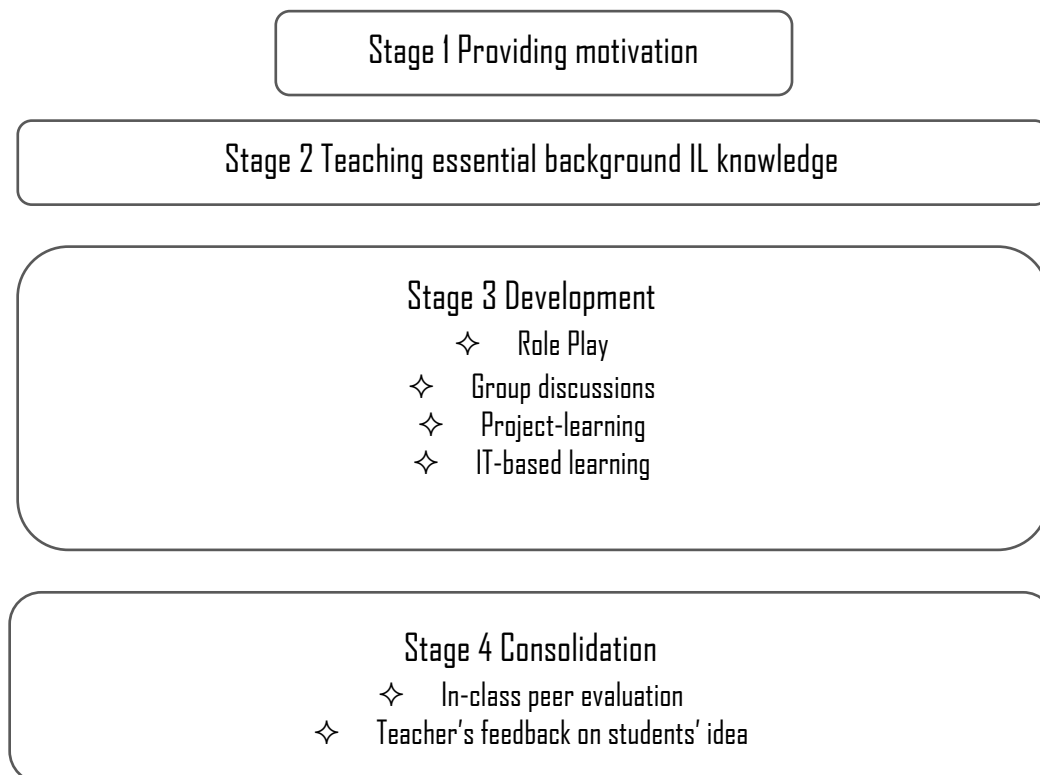 Stage 1 Providing motivation
Stage 2 Teaching essential background IL knowledge
Stage 3 Development
✧ Role Play
✧ Group discussions
✧ Project-learning
✧ IT-based learning
Stage 4 Consolidation
✧ In-class peer evaluation
✧ Teacher's feedback on students' idea